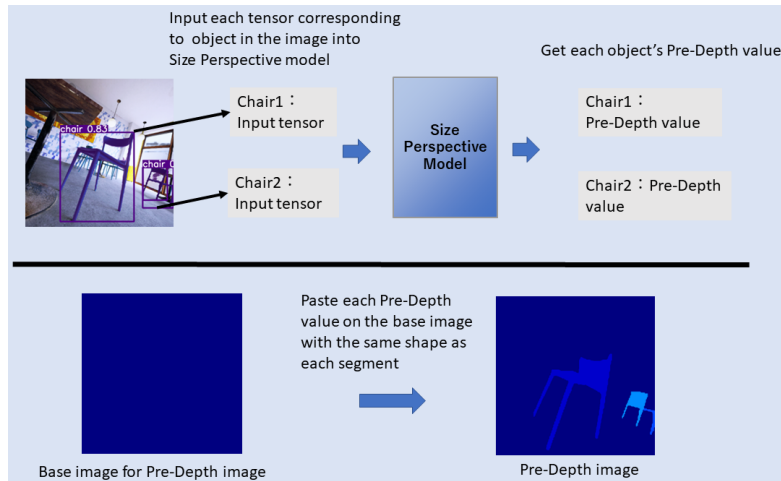 Input each tensor corresponding
to object in the image into
Size Perspective model
Get each object's Pre-Depth value
chair 0.83
chair 0
Chair1：
Input tensor
Chair2：
Input tensor
Size
Perspective
Model
Chair1：
Pre-Depth value
Chair2：Pre-Depth
value
Paste each Pre-Depth
value on the base image
with the same shape as
each segment
Base image for Pre-Depth image
Pre-Depth image